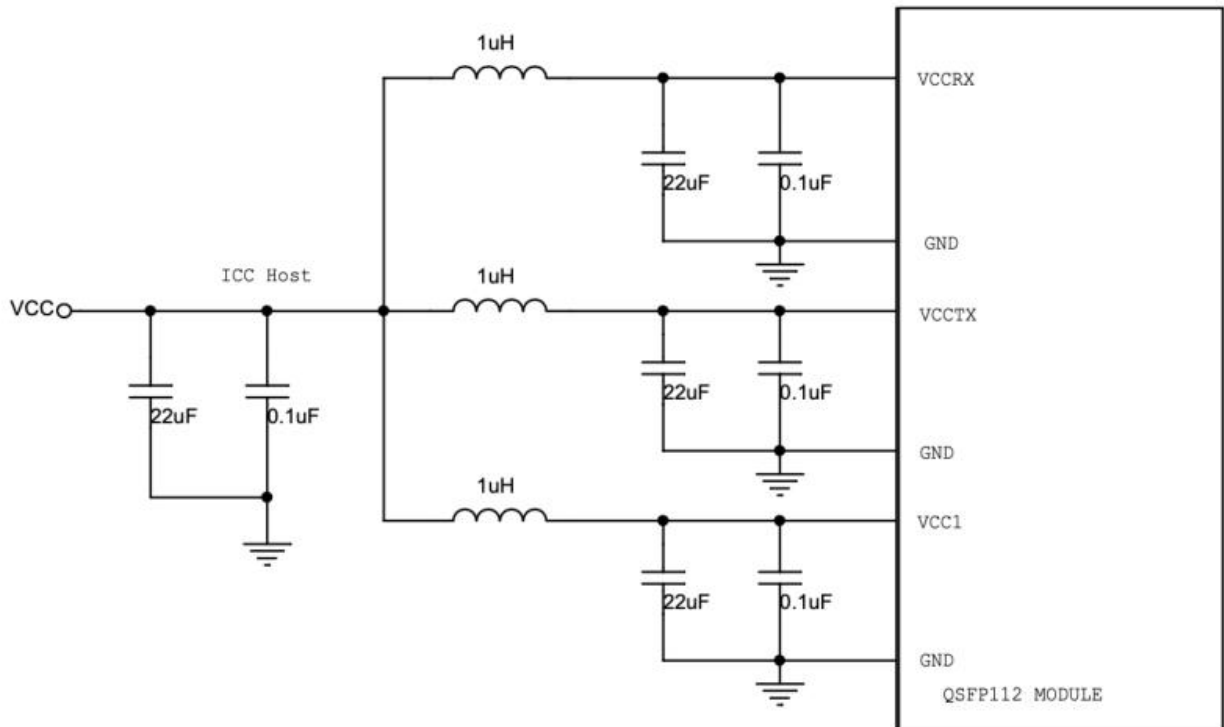 1uH
VCCRX
22uF 0.1uF
GND
ICC Host
1uH
VCC
VCCTX
22uF 0.1uF
22uF 0.1uF
GND
1uH
VCC1
22uF 0.1uF
GND
QSFP112 MODULE